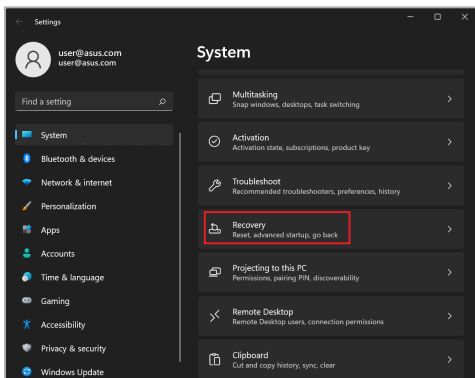 Settings
user@asus.com
user@asus.com
Find a setting
System
Bluetooth & devices
Network & internet
Personalization
Apps
Accounts
Time & language
Gaming
Accessibility
Privacy & security
Windows Update
System
Multitasking
Snap windows, desktops, task switching
Activation
Activation state, subscriptions, product key
Troubleshoot
Recommended troubleshooters, preferences, history
Recovery
Reset, advanced startup, go back
Projecting to this PC
Permissions, pairing PIN, discoverability
Remote Desktop
Remote Desktop users, connection permissions
Clipboard
Cut and copy history, sync, clear